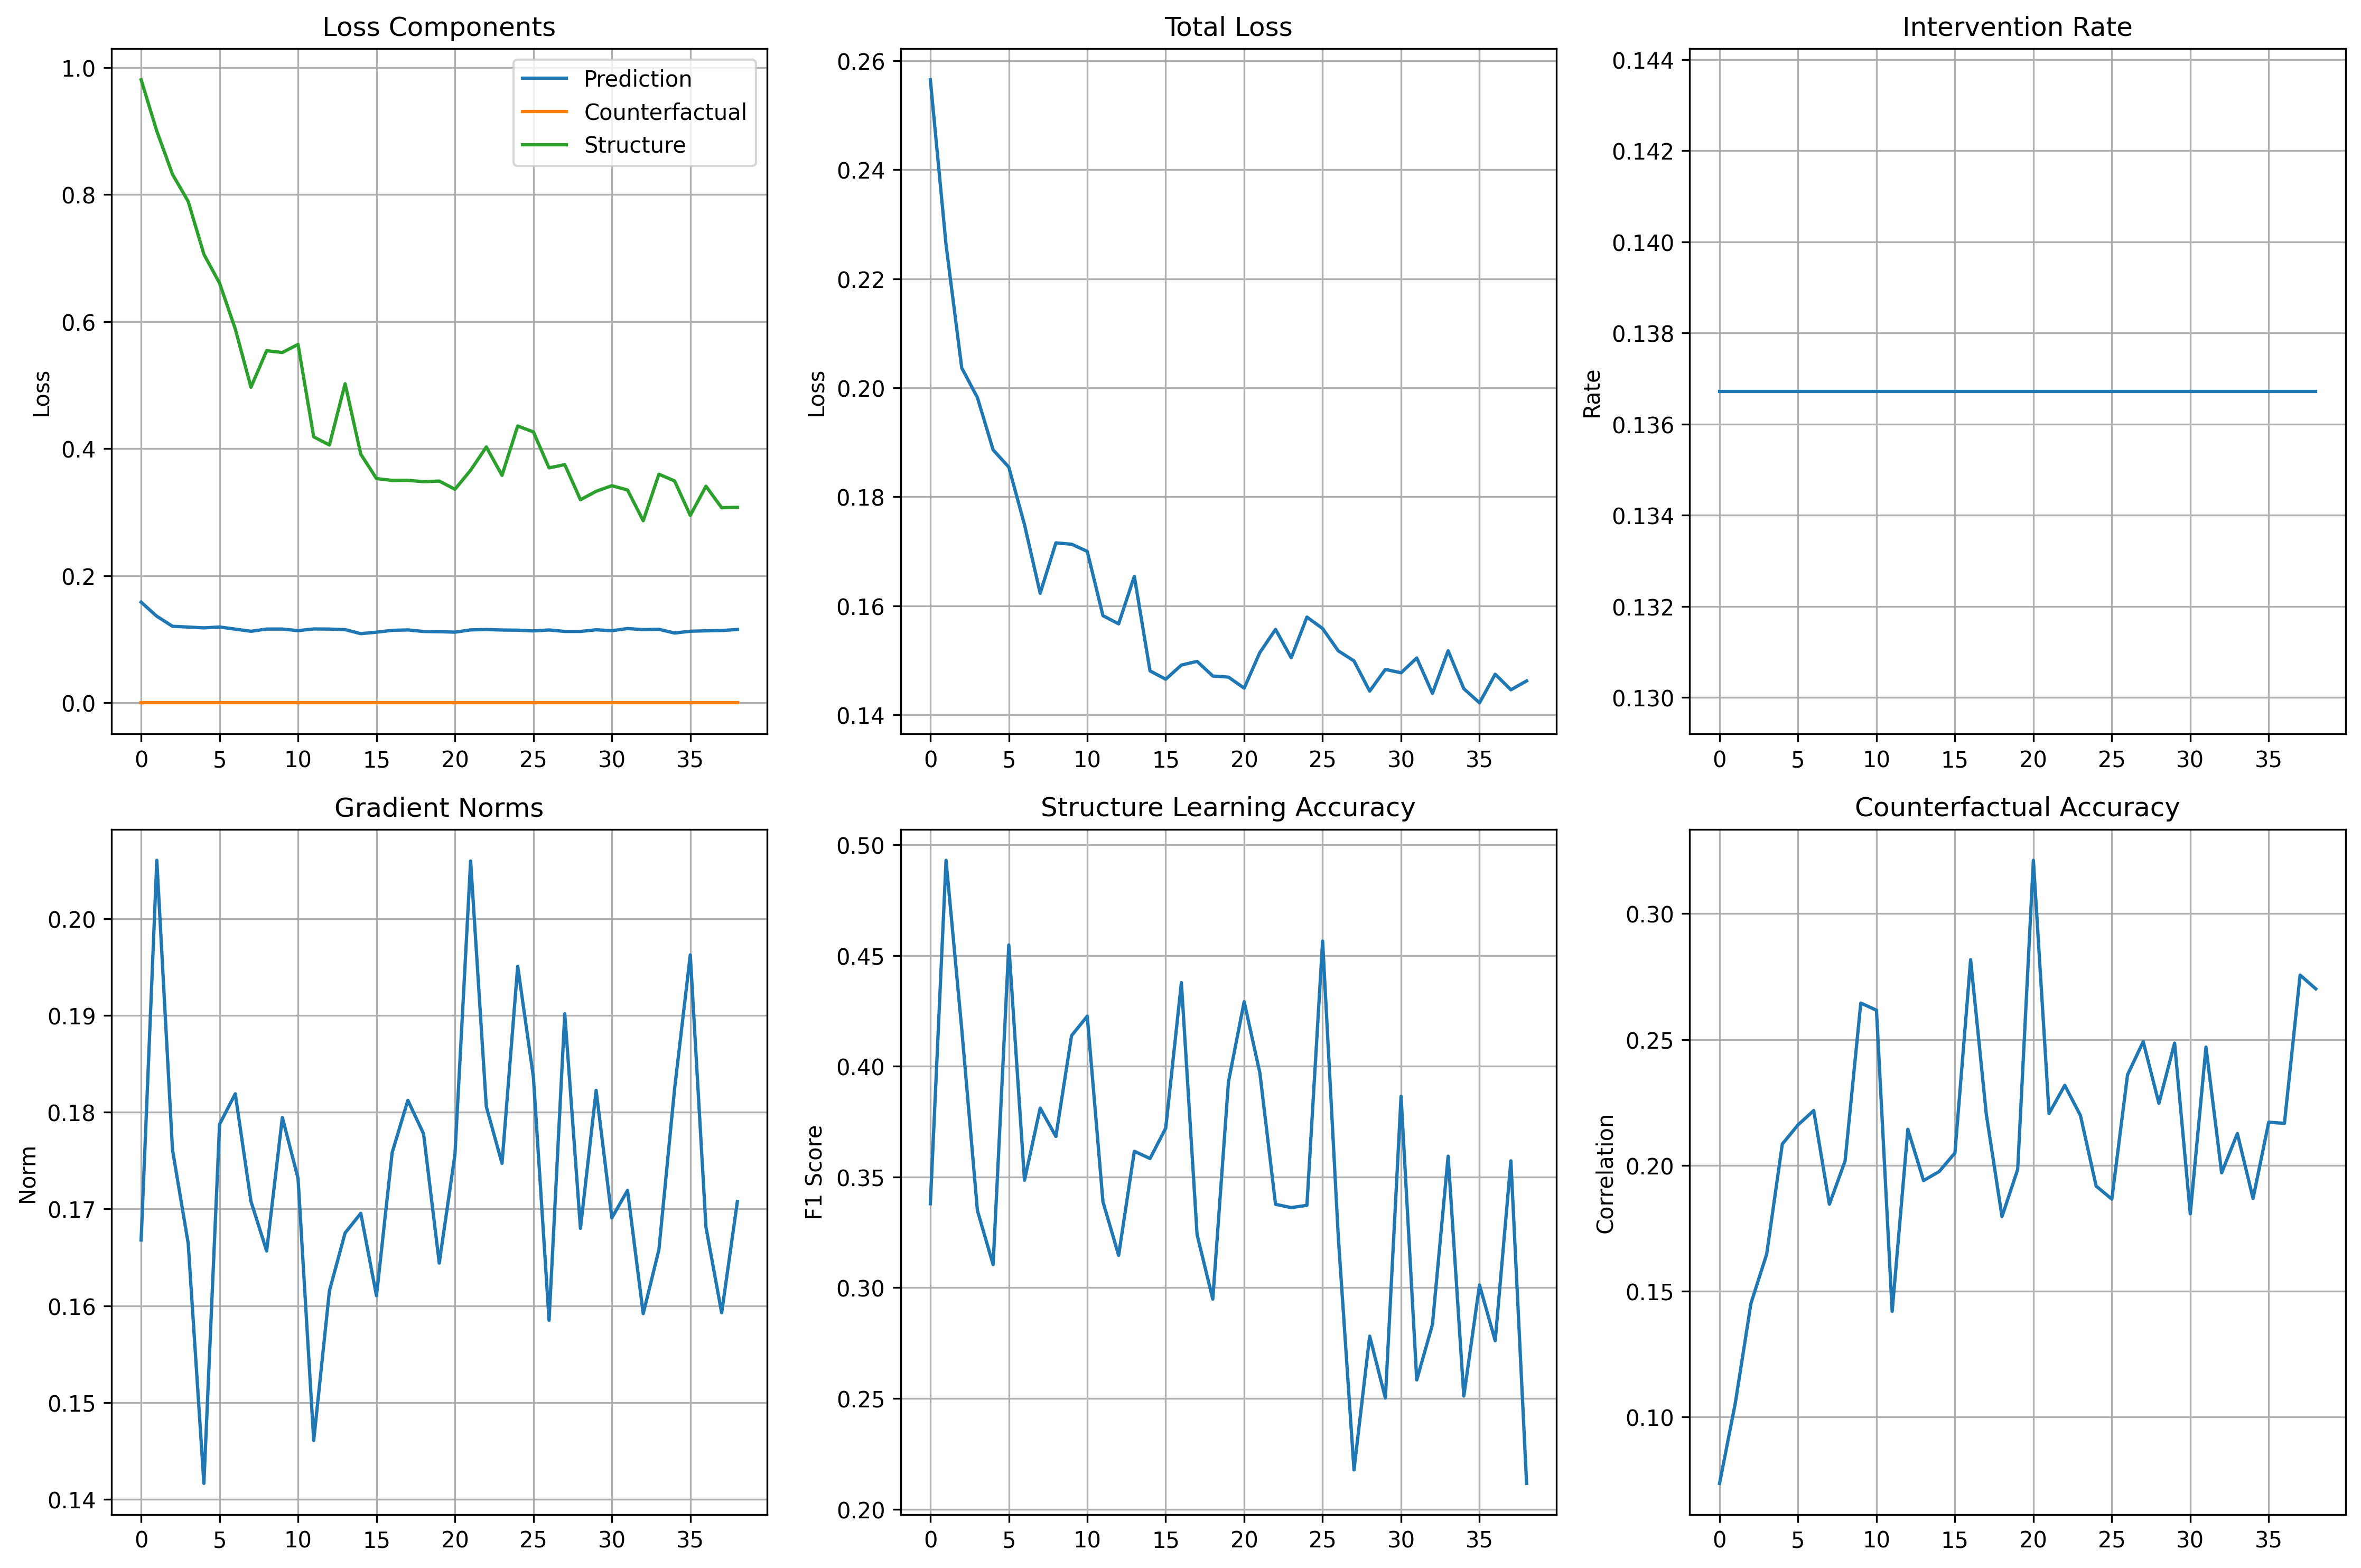 Loss Components
Loss
1.0
0.8
0.6
0.4
0.2
0.0
0 5 10 15 20 25 30 35
Prediction
Counterfactual
Structure
Total Loss
Loss
0.26
0.24
0.22
0.20
0.18
0.16
0.14
0 5 10 15 20 25 30 35
Intervention Rate
Rate
0.144
0.142
0.140
0.138
0.136
0.134
0.132
0.130
0 5 10 15 20 25 30 35
Gradient Norms
Norm
0.20
0.19
0.18
0.17
0.16
0.15
0.14
0 5 10 15 20 25 30 35
Structure Learning Accuracy
F1 Score
0.50
0.45
0.40
0.35
0.30
0.25
0.20
0 5 10 15 20 25 30 35
Counterfactual Accuracy
Correlation
0.30
0.25
0.20
0.15
0.10
0 5 10 15 20 25 30 35